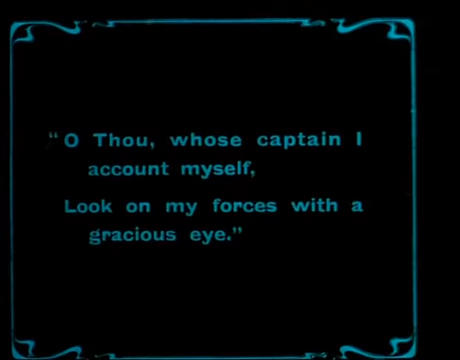 "O Thou, whose captain I
account myself,
Look on my forces with a
gracious eye."